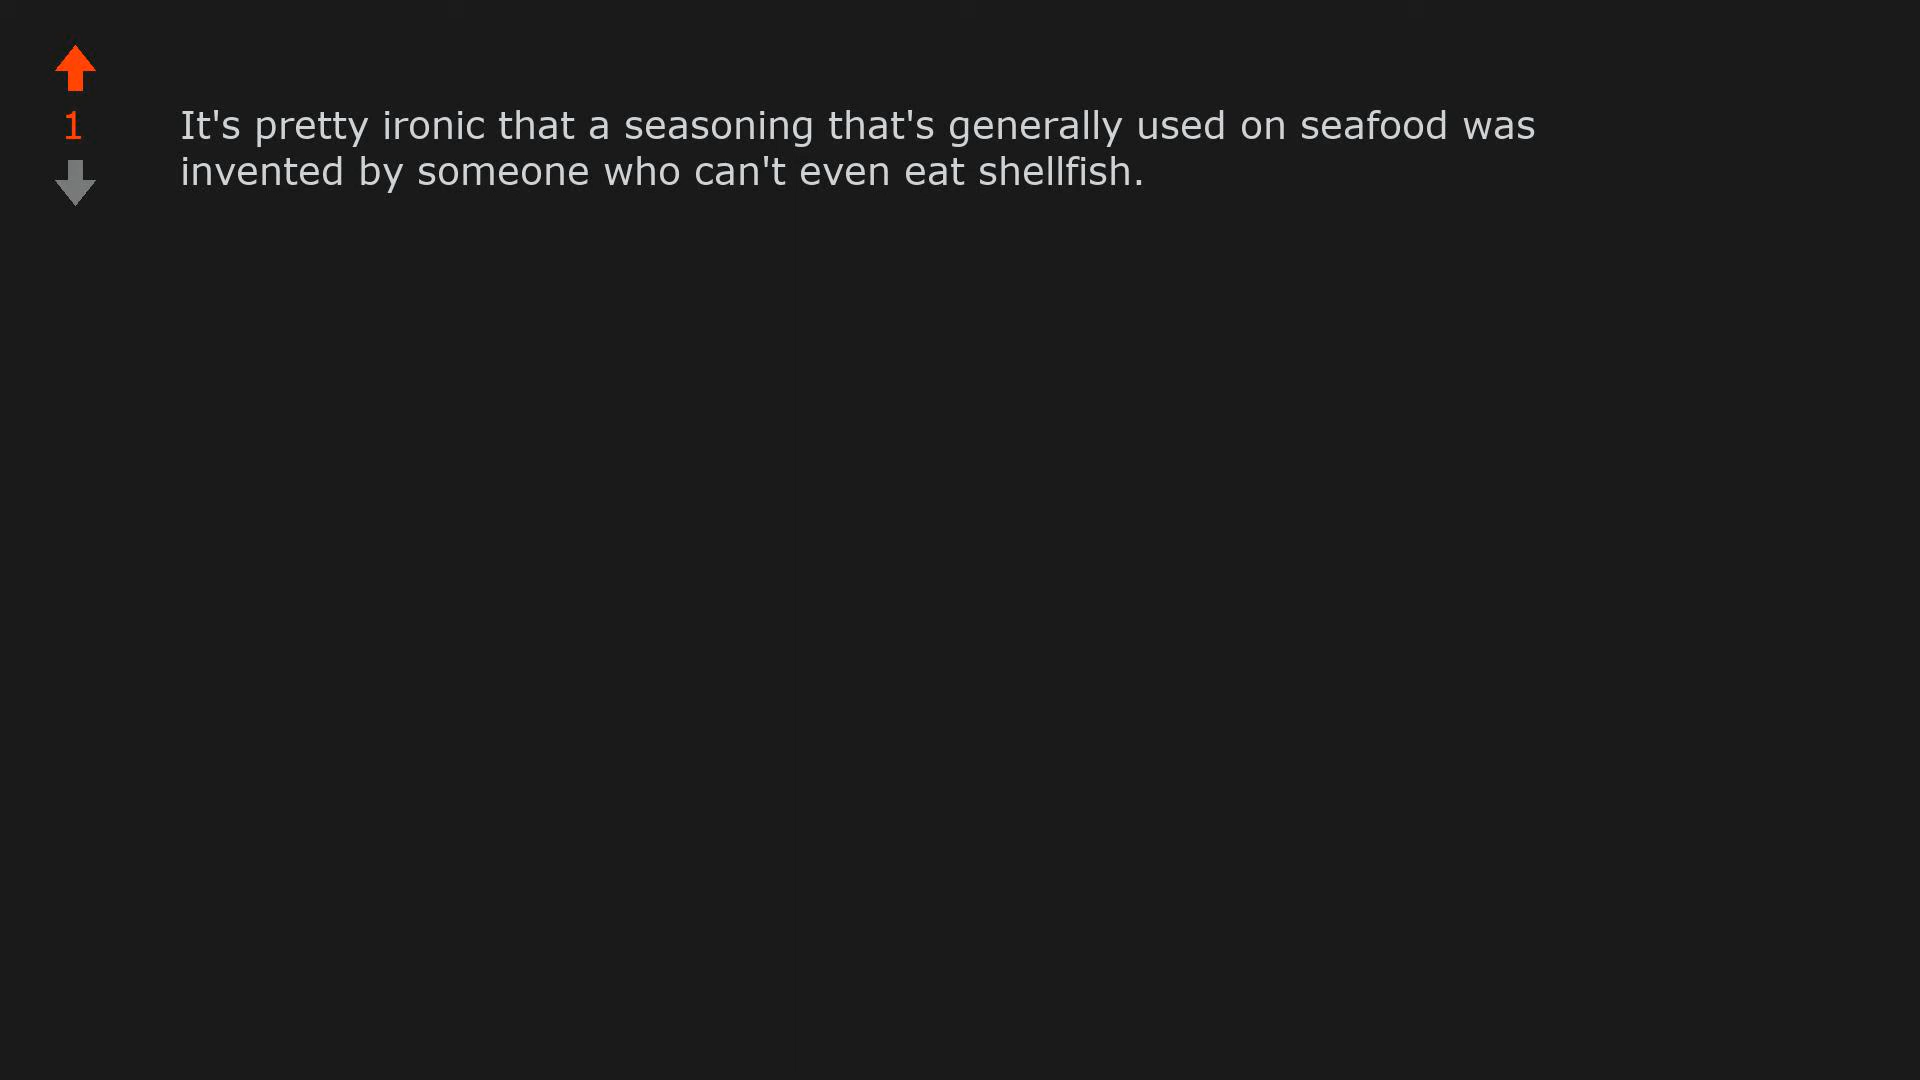 1
It's pretty ironic that a seasoning that's generally used on seafood was
invented by someone who can't even eat shellfish.